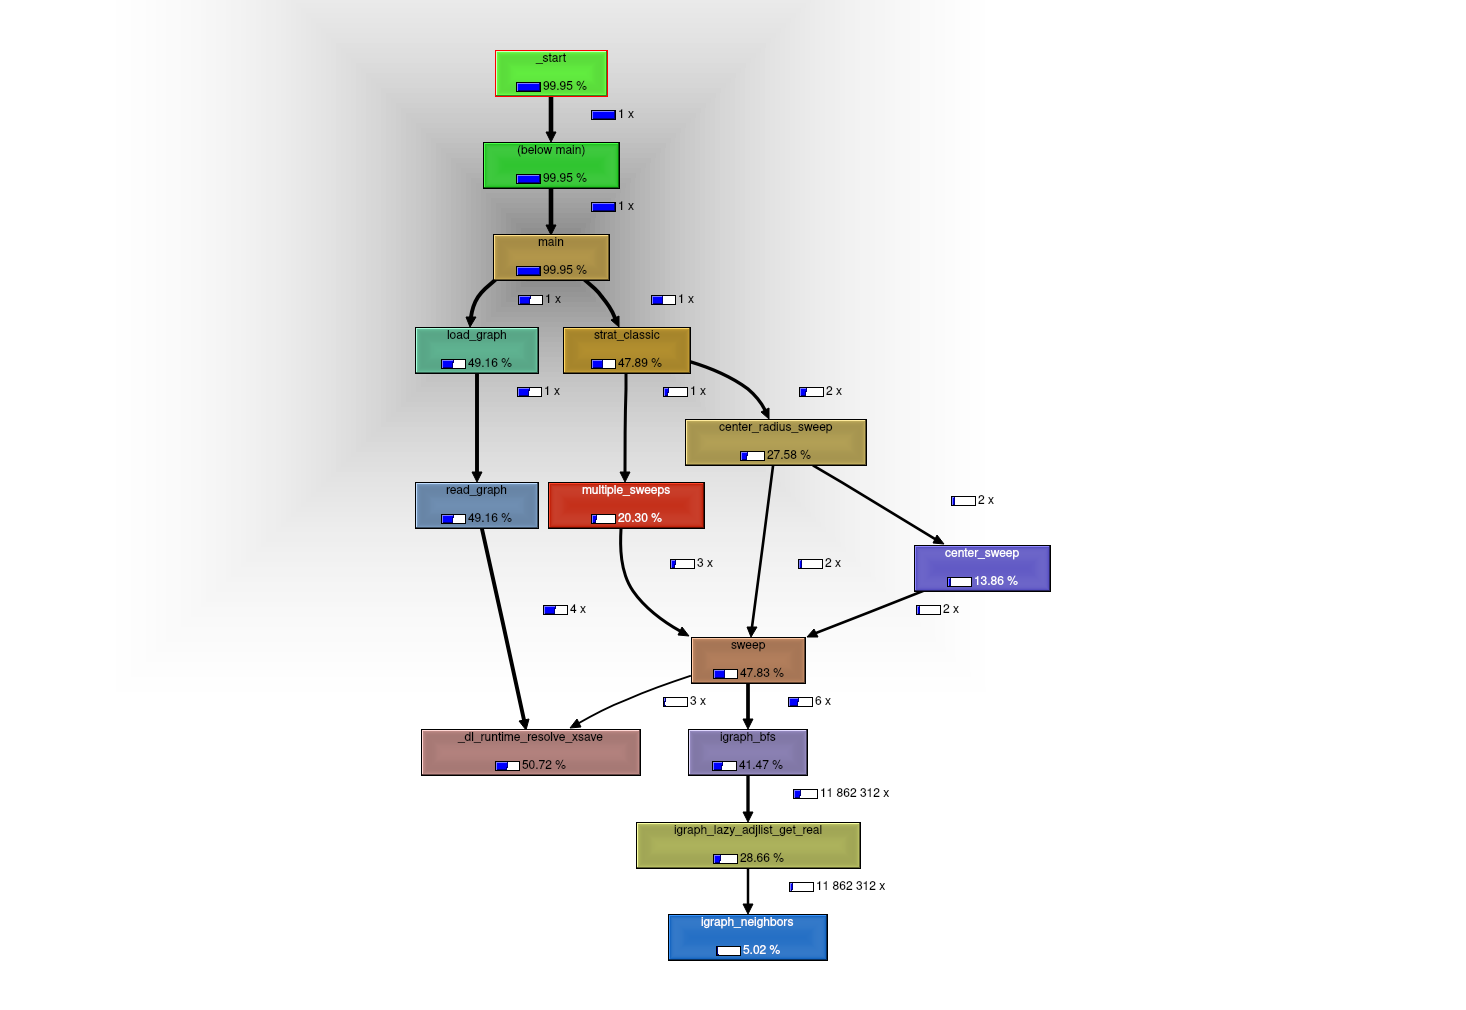 _start
99.95 %
1 x
(below main)
99.95 %
1 x
main
99.95 %
1 x
1 x
load_graph
49.16 %
strat_classic
47.89 %
1 x
1 x
2 x
center_radius_sweep
27.58 %
read_graph
49.16 %
multiple_sweeps
20.30 %
2 x
center_sweep
13.86 %
3 x
2 x
4 x
2 x
sweep
47.83 %
3 x
6 x
_dl_runtime_resolve_xsave
50.72 %
igraph_bfs
41.47 %
11 862 312 x
igraph_lazy_adjlist_get_real
28.66 %
11 862 312 x
igraph_neighbors
5.02 %